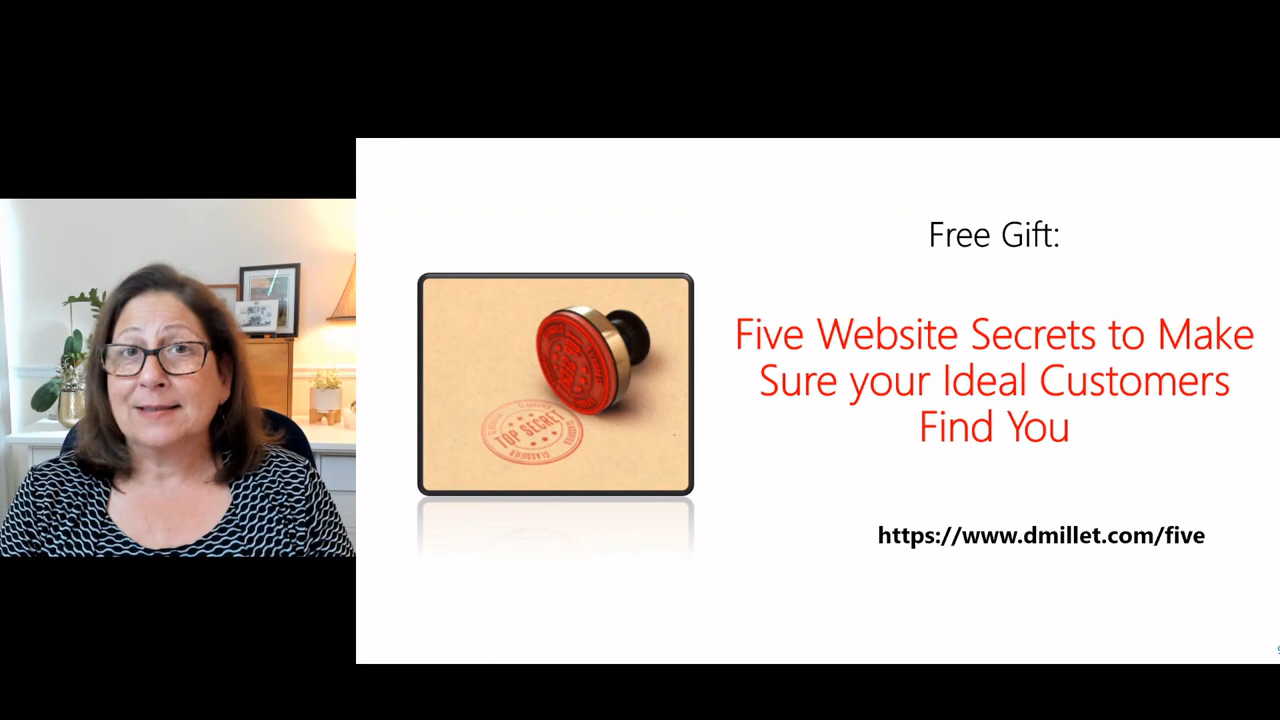 Free Gift:
Five Website Secrets to Make
Sure your Ideal Customers
Find You
TOP SECRET
CLASSIFIED
https://www.dmillet.com/five